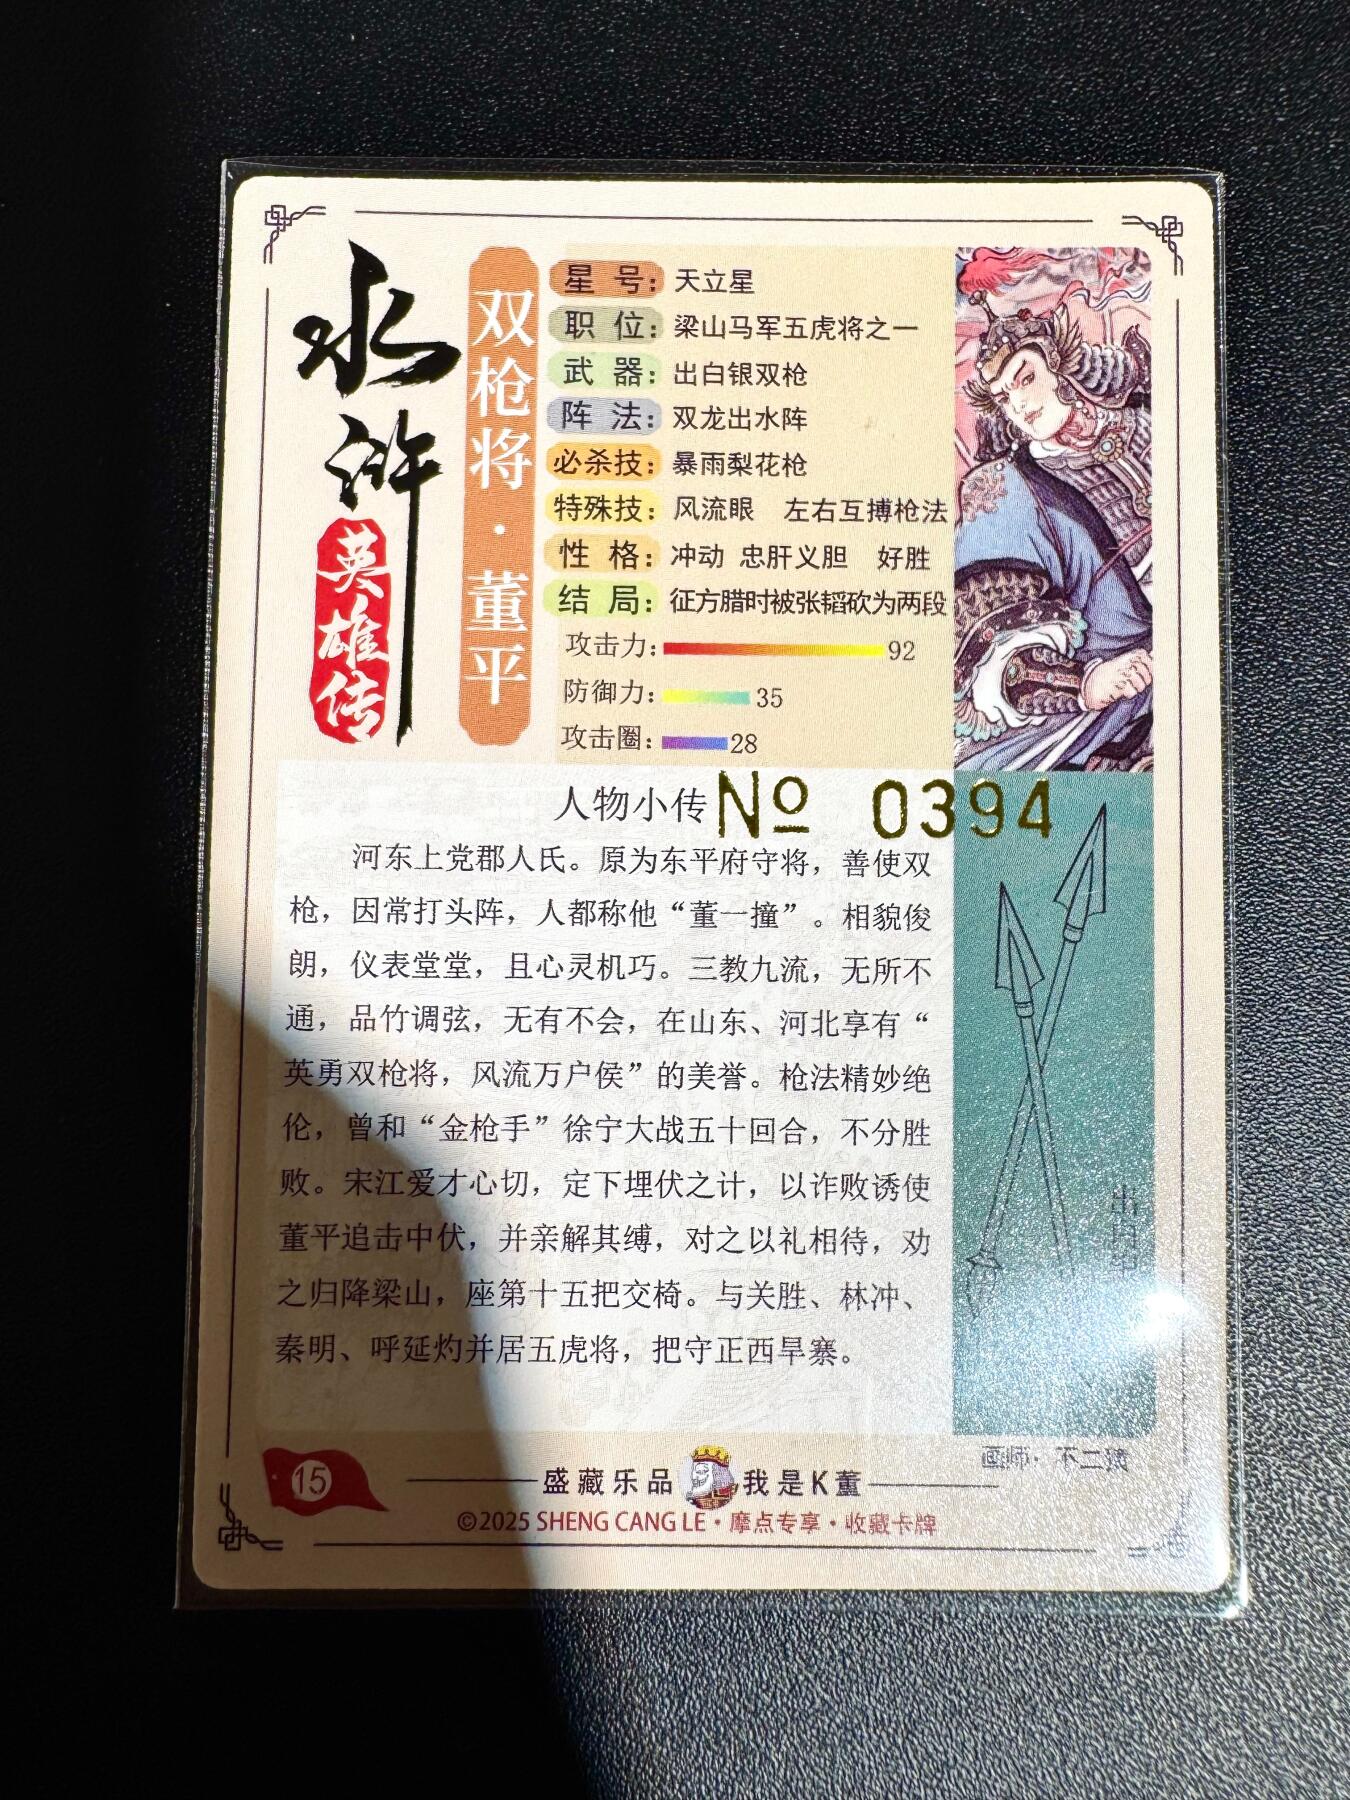 水浒
英雄传
双枪将·董平
星号：天立星
职位：梁山马军五虎将之一
武器：出白银双枪
阵法：双龙出水阵
必杀技：暴雨梨花枪
特殊技：风流眼 左右互搏枪法
性格：冲动 忠肝义胆 好胜
结局：征方腊时被张韬砍为两段
攻击力：92
防御力：35
攻击圈：28
人物小传
№ 0394
河东上党郡人氏。原为东平府守将，善使双
枪，因常打头阵，人都称他“董一撞”。相貌俊
朗，仪表堂堂，且心灵机巧。三教九流，无所不
通，品竹调弦，无有不会，在山东、河北享有“
英勇双枪将，风流万户侯”的美誉。枪法精妙绝
伦，曾和“金枪手”徐宁大战五十回合，不分胜
败。宋江爱才心切，定下埋伏之计，以诈败诱使
董平追击中伏，并亲解其缚，对之以礼相待，劝
之归降梁山，座第十五把交椅。与关胜、林冲、
秦明、呼延灼并居五虎将，把守正西旱寨。
画师：不二
15
盛藏乐品 我是K董
©2025 SHENG CANG LE·摩点专享·收藏卡牌